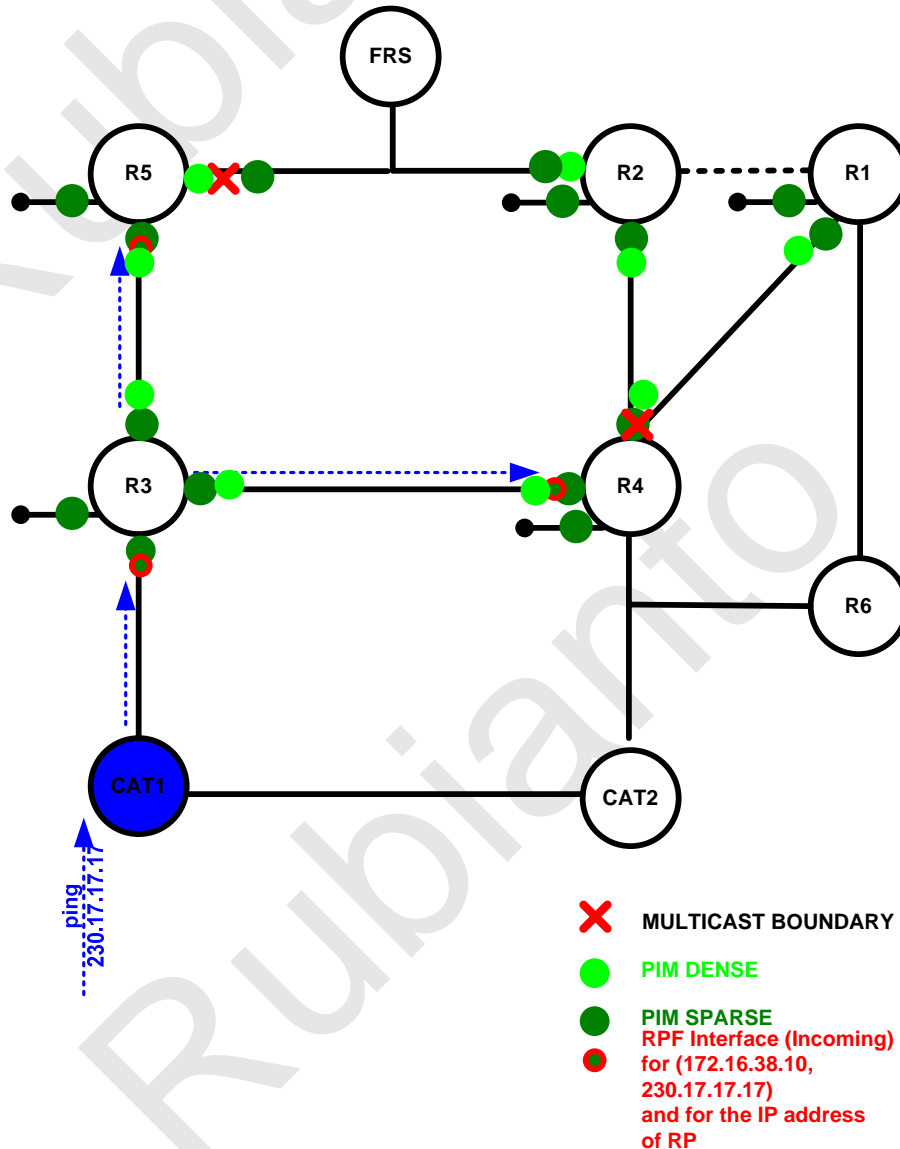 FRS
R5
R2
R1
R3
R4
R6
CAT1
CAT2
ping
230.17.17.17
MULTICAST BOUNDARY
PIM DENSE
PIM SPARSE
RPF Interface (Incoming)
for (172.16.38.10,
230.17.17.17)
and for the IP address
of RP
Rubianto
Rubianto